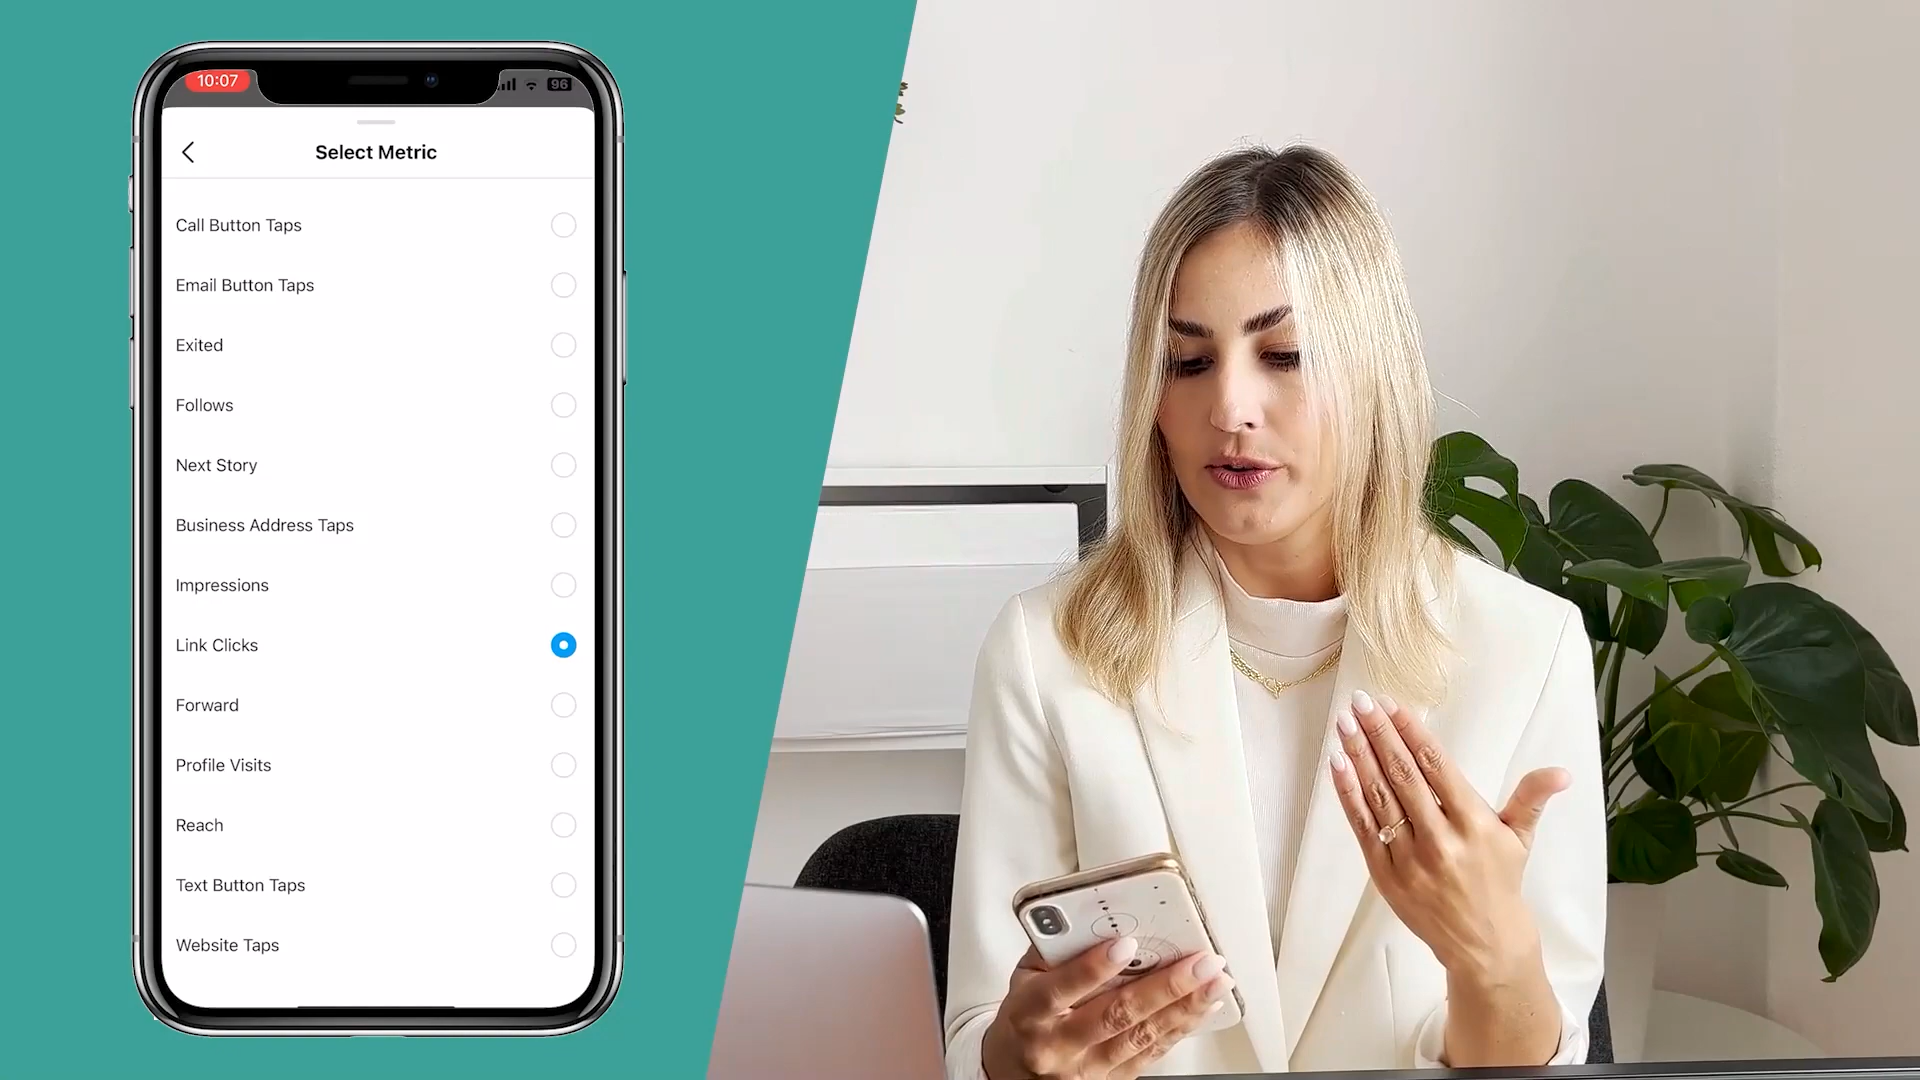 10:07
96
Select Metric
Call Button Taps
Email Button Taps
Exited
Follows
Next Story
Business Address Taps
Impressions
Link Clicks
Forward
Profile Visits
Reach
Text Button Taps
Website Taps